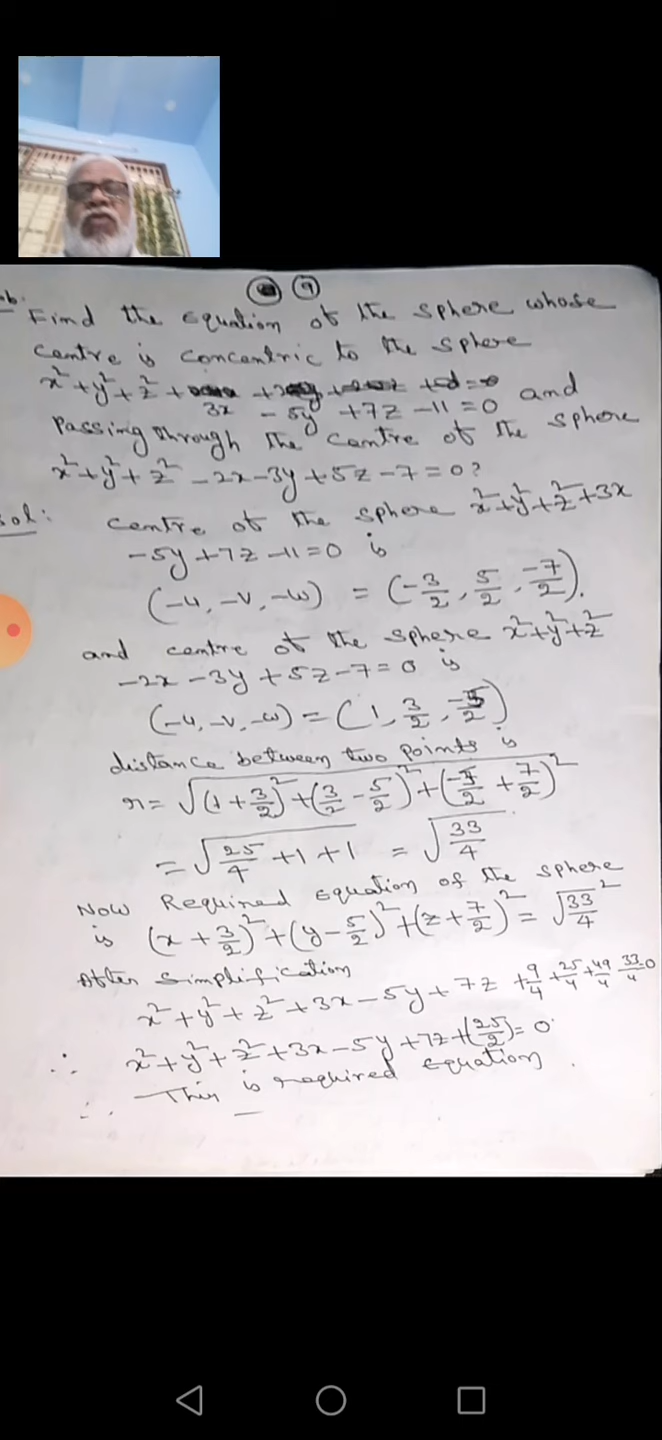 ⑨
Find the equation of the sphere whose
centre is concentric to the sphere
x²+y²+z²+
3x -5y +7z -11=0 and
Passing through the centre of the sphere
x²+y²+z²-2x-3y+5z-7=0?
sol: centre of the sphere x²+y²+z²+3x
-5y+7z-11=0 is
(-u,-v,-w) = (-3/2, 5/2, -7/2).
and centre of the sphere x²+y²+z²
-2x-3y+5z-7=0 is
(-u,-v,-w) = (1, 3/2, -5/2)
distance between two points is
r=√(1+3/2)²+(3/2-5/2)²+(-5/2+7/2)²
=√25/4+1+1 = √33/4
Now Required Equation of the sphere
is (x+3/2)²+(y-5/2)²+(z+7/2)²=√33/4²
After simplification
x²+y²+z²+3x-5y+7z+9/4+25/4+49/4-33/4=0
∴ x²+y²+z²+3x-5y+7z+(25/2)=0.
∴ This is required equation.